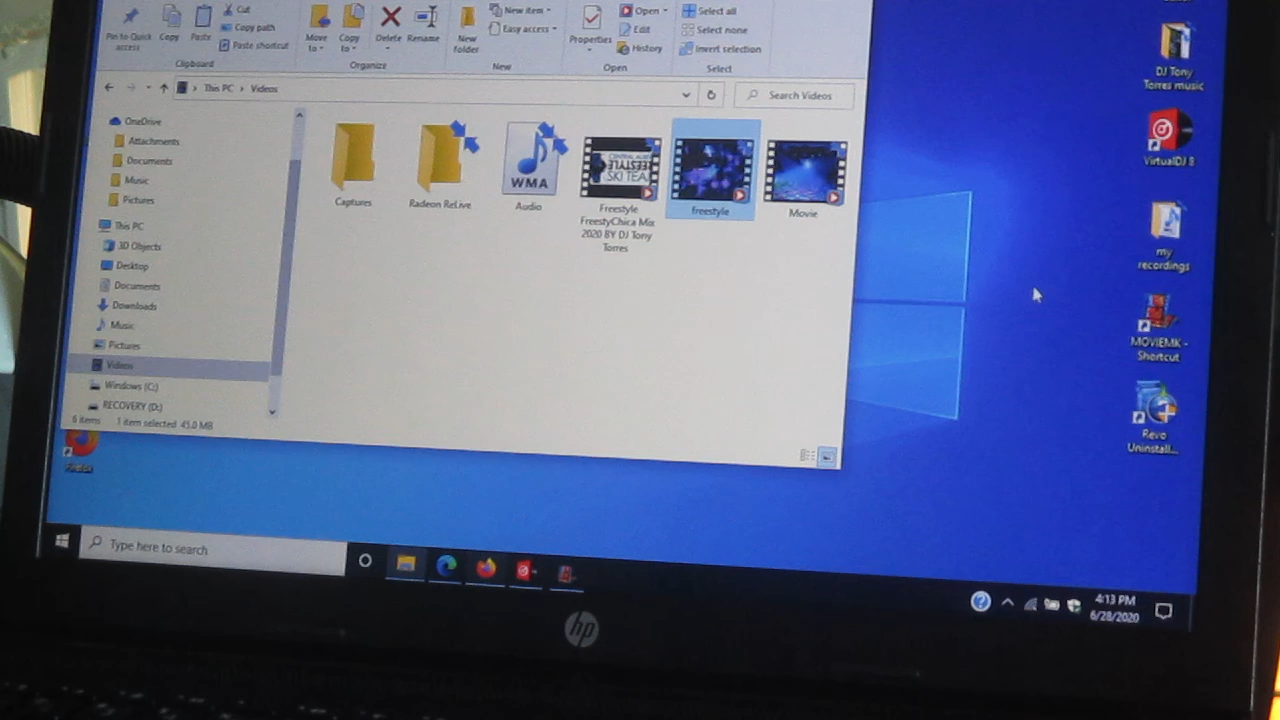 Pin to Quick
access
Copy
Paste
Cut
Copy path
Paste shortcut
Clipboard
Move
to
Copy
to
Delete
Rename
Organize
New
folder
New item
Easy access
New
Properties
Open
Edit
History
Open
Select all
Select none
Invert selection
Select
This PC > Videos
Search Videos
OneDrive
Attachments
Documents
Music
Pictures
This PC
3D Objects
Desktop
Documents
Downloads
Music
Pictures
Videos
Windows (C:)
RECOVERY (D:)
6 items
1 item selected 45.0 MB
Captures
Radeon ReLive
WMA
Audio
SKI TEA
Freestyle
FreestyChica Mix
2020 BY DJ Tony
Torres
freestyle
Movie
DJ Tony
Torres music
VirtualDJ 8
my
recordings
MOVIEMK -
Shortcut
Revo
Uninstall...
Firefox
Type here to search
4:13 PM
6/28/2020
hp